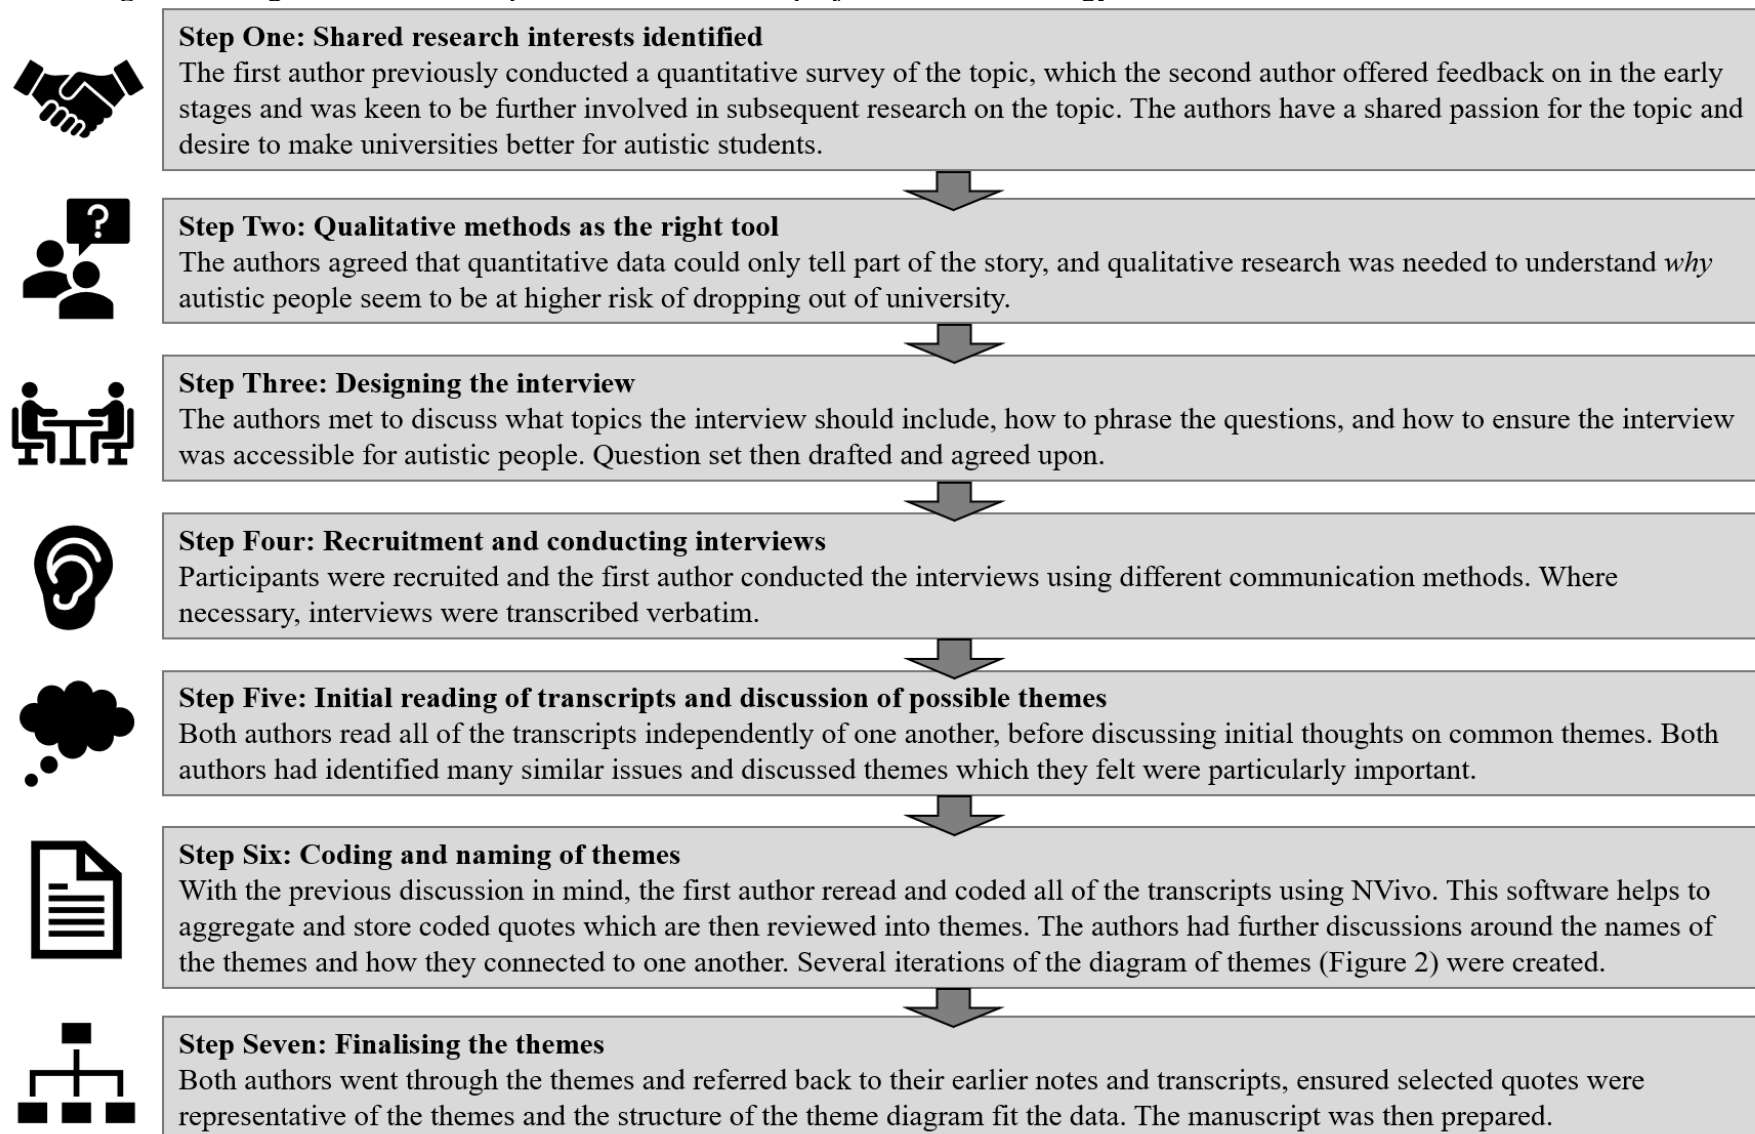 Step One: Shared research interests identified
The first author previously conducted a quantitative survey of the topic, which the second author offered feedback on in the early
stages and was keen to be further involved in subsequent research on the topic. The authors have a shared passion for the topic and
desire to make universities better for autistic students.
?
Step Two: Qualitative methods as the right tool
The authors agreed that quantitative data could only tell part of the story, and qualitative research was needed to understand why
autistic people seem to be at higher risk of dropping out of university.
Step Three: Designing the interview
The authors met to discuss what topics the interview should include, how to phrase the questions, and how to ensure the interview
was accessible for autistic people. Question set then drafted and agreed upon.
Step Four: Recruitment and conducting interviews
Participants were recruited and the first author conducted the interviews using different communication methods. Where
necessary, interviews were transcribed verbatim.
Step Five: Initial reading of transcripts and discussion of possible themes
Both authors read all of the transcripts independently of one another, before discussing initial thoughts on common themes. Both
authors had identified many similar issues and discussed themes which they felt were particularly important.
Step Six: Coding and naming of themes
With the previous discussion in mind, the first author reread and coded all of the transcripts using NVivo. This software helps to
aggregate and store coded quotes which are then reviewed into themes. The authors had further discussions around the names of
the themes and how they connected to one another. Several iterations of the diagram of themes (Figure 2) were created.
Step Seven: Finalising the themes
Both authors went through the themes and referred back to their earlier notes and transcripts, ensured selected quotes were
representative of the themes and the structure of the theme diagram fit the data. The manuscript was then prepared.